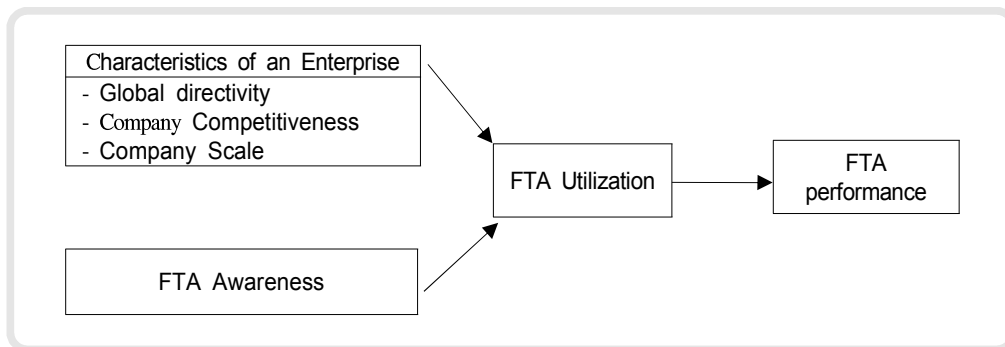 Characteristics of an Enterprise
- Global directivity
- Company Competitiveness
- Company Scale
FTA Utilization
FTA
performance
FTA Awareness